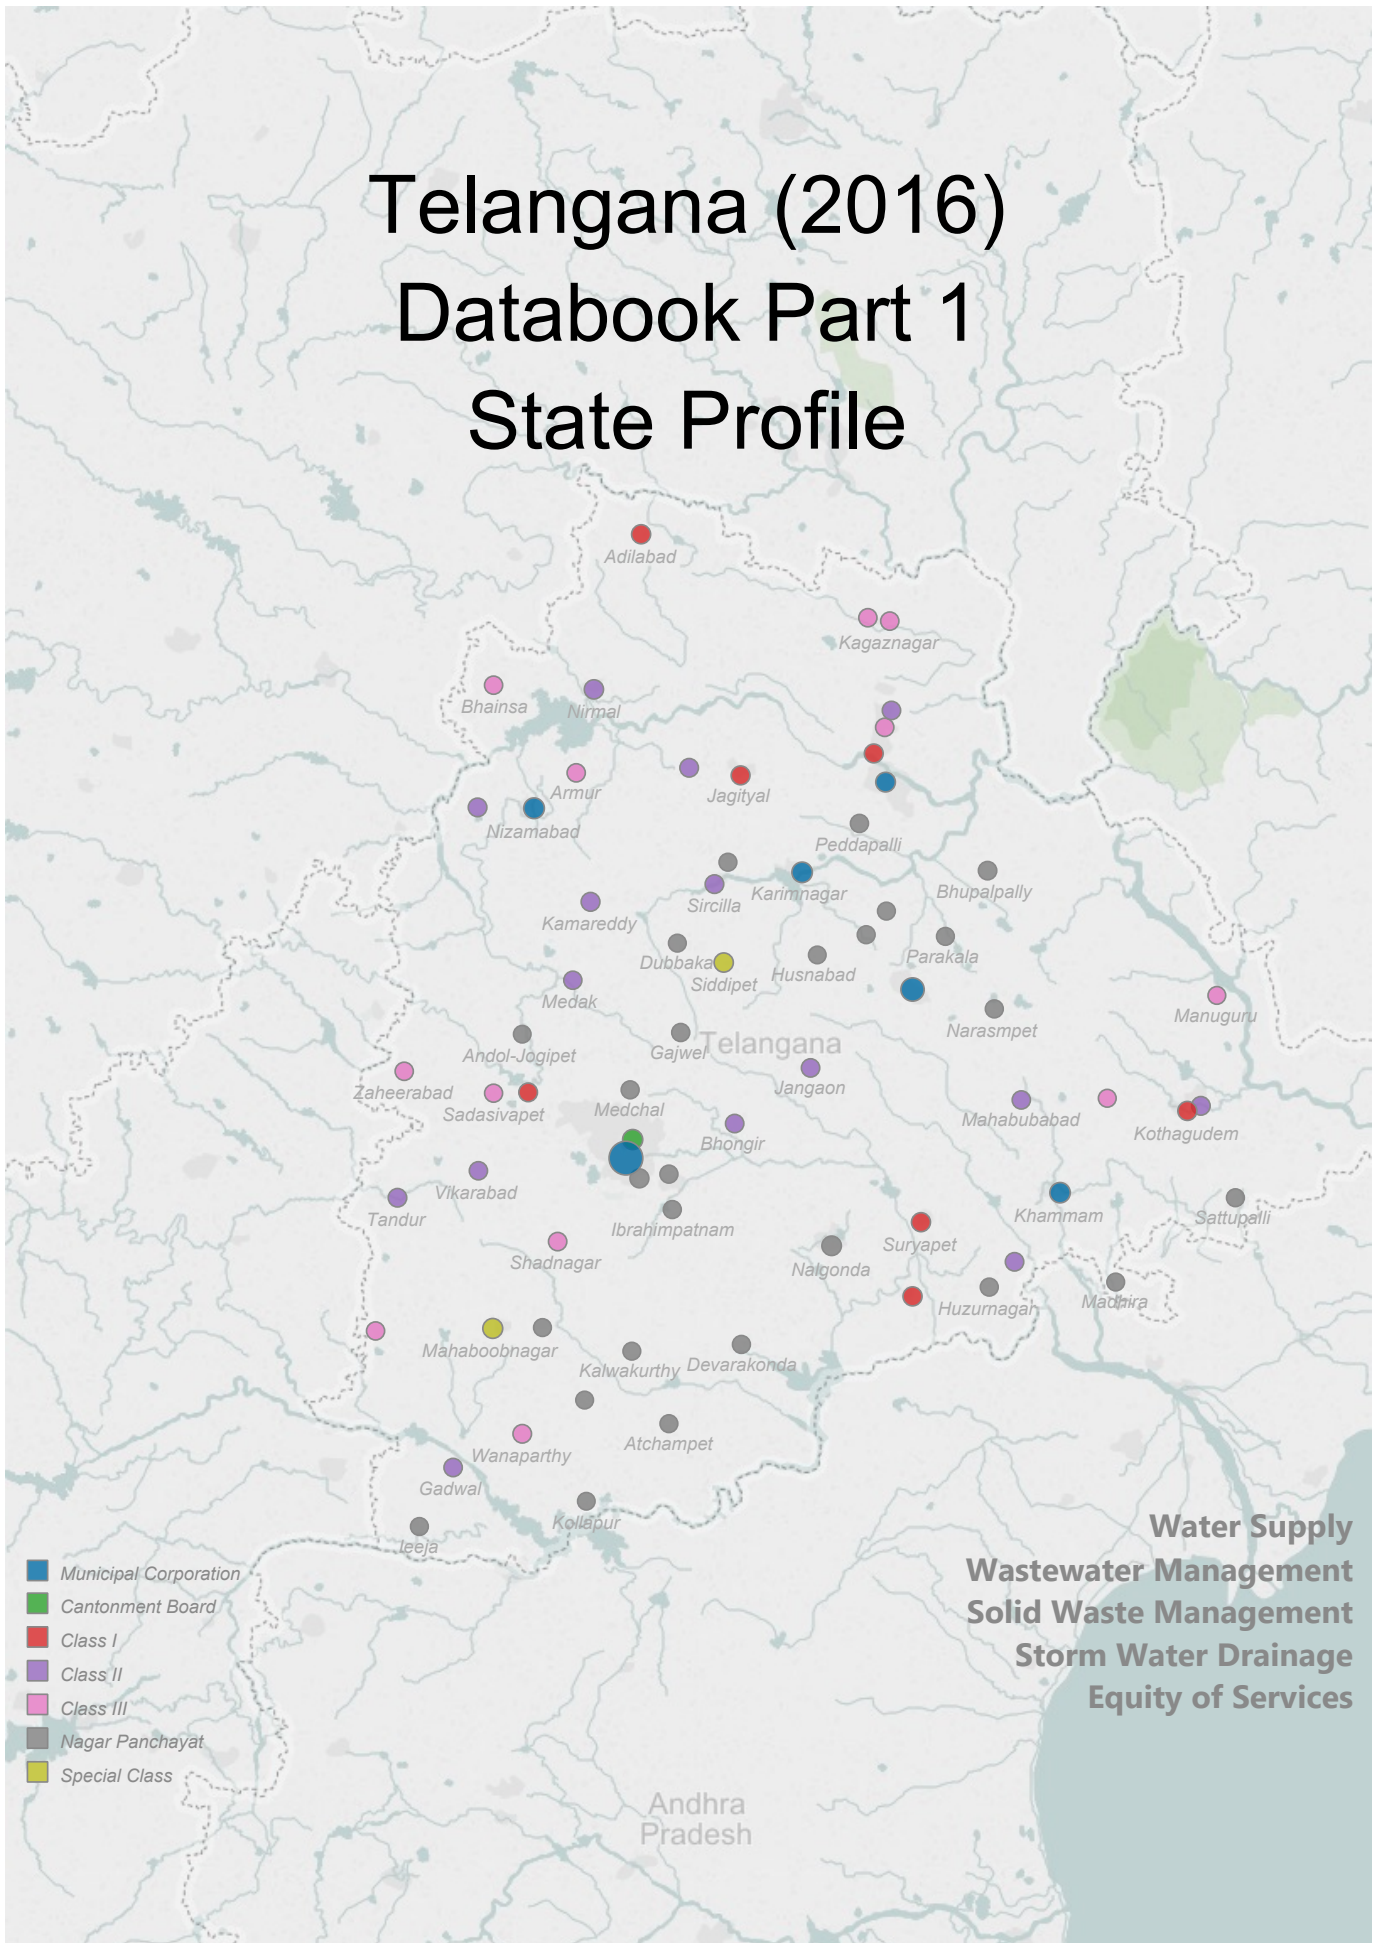 Telangana (2016)
Databook Part 1
State Profile
Adilabad
Kagaznagar
Bhainsa
Nirmal
Armur
Jagityal
Nizamabad
Peddapalli
Karimnagar
Bhupalpally
Sircilla
Kamareddy
Parakala
Dubbaka
Husnabad
Siddipet
Medak
Manuguru
Narasmpet
Telangana
Gajwel
Andol-Jogipet
Jangaon
Zaheerabad
Sadasivapet
Medchal
Mahabubabad
Kothagudem
Bhongir
Vikarabad
Tandur
Khammam
Sattupalli
Ibrahimpatnam
Suryapet
Shadnagar
Nalgonda
Huzurnagar
Madhira
Mahaboobnagar
Kalwakurthy
Devarakonda
Atchampet
Wanaparthy
Gadwal
Kollapur
Ieeja
Water Supply
Wastewater Management
Solid Waste Management
Storm Water Drainage
Equity of Services
Municipal Corporation
Cantonment Board
Class I
Class II
Class III
Nagar Panchayat
Special Class
Andhra
Pradesh